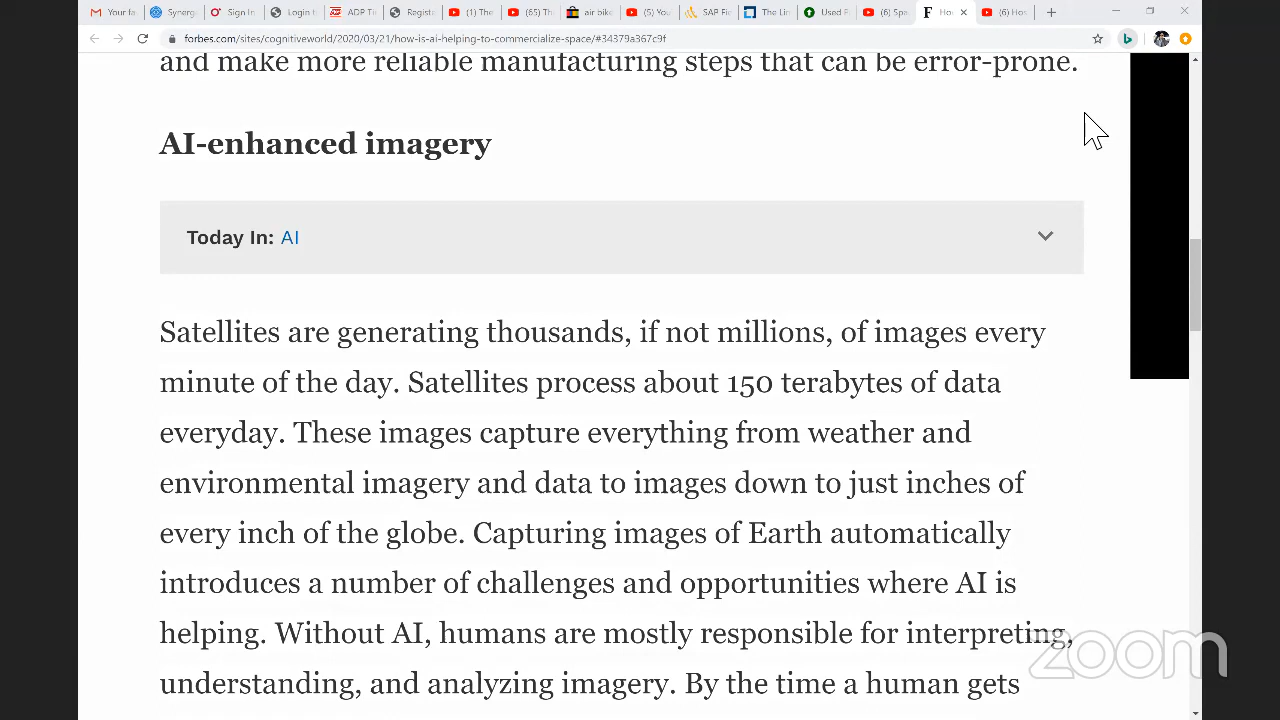 Your fa
Synerg
Sign In
Login t
ADP Ti
Registr
(1) The
(65) Th
air bike
(5) You
SAP Fi
The Lin
Used F
(6) Spa
Ho
(6) Hos
forbes.com/sites/cognitiveworld/2020/03/21/how-is-ai-helping-to-commercialize-space/#34379a367c9f
and make more reliable manufacturing steps that can be error-prone.
AI-enhanced imagery
Today In: AI
Satellites are generating thousands, if not millions, of images every
minute of the day. Satellites process about 150 terabytes of data
everyday. These images capture everything from weather and
environmental imagery and data to images down to just inches of
every inch of the globe. Capturing images of Earth automatically
introduces a number of challenges and opportunities where AI is
helping. Without AI, humans are mostly responsible for interpreting,
understanding, and analyzing imagery. By the time a human gets
zoom